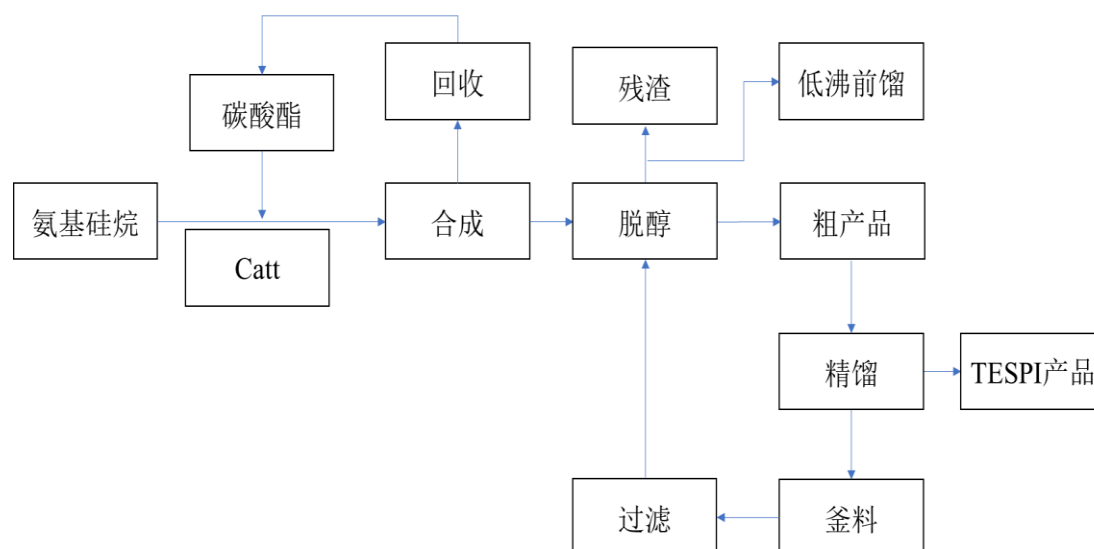 回收
残渣
低沸前馏
碳酸酯
氨基硅烷
合成
脱醇
粗产品
Catt
精馏
TESPI产品
过滤
釜料